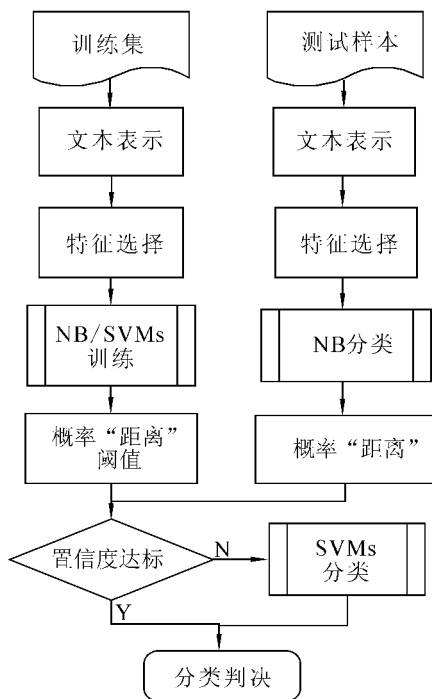 训练集
测试样本
文本表示
文本表示
特征选择
特征选择
NB/SVMs
训练
NB分类
概率“距离”
阈值
概率“距离”
置信度达标
N
SVMs
分类
Y
分类判决